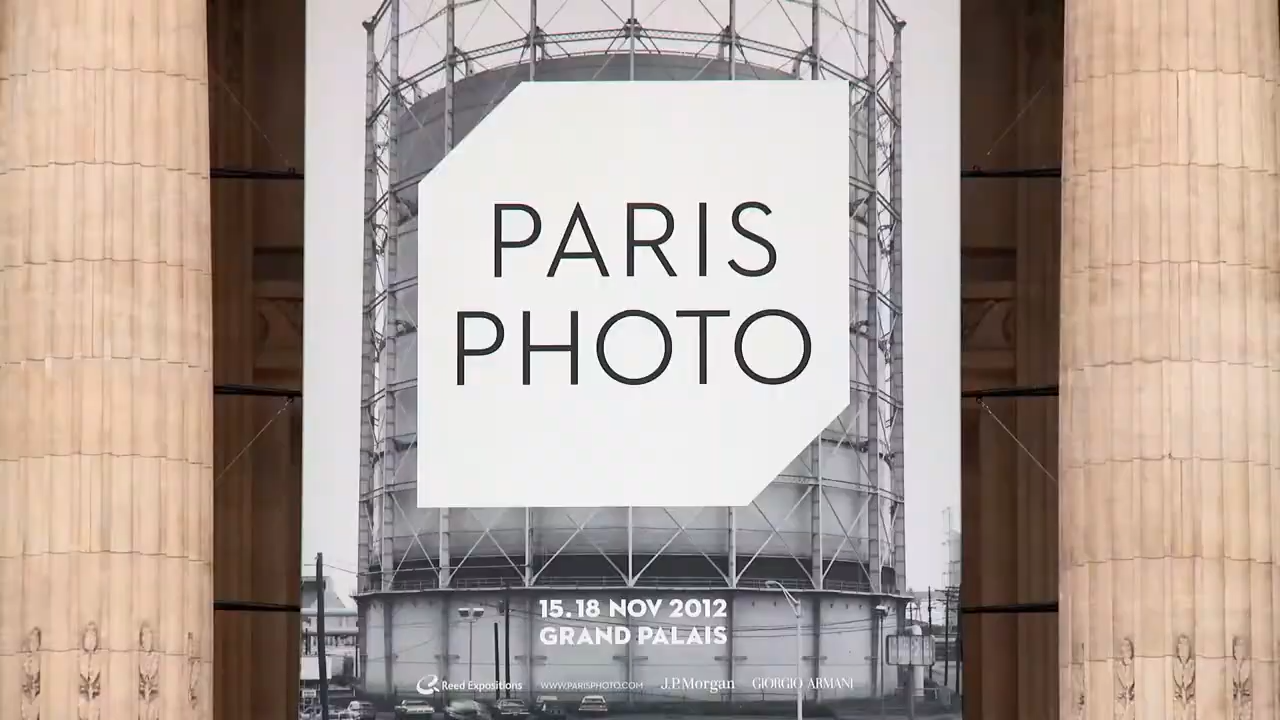 PARIS
PHOTO
15.18 NOV 2012
GRAND PALAIS
Reed Expositions WWW.PARISPHOTO.COM J.P.Morgan GIORGIO ARMANI